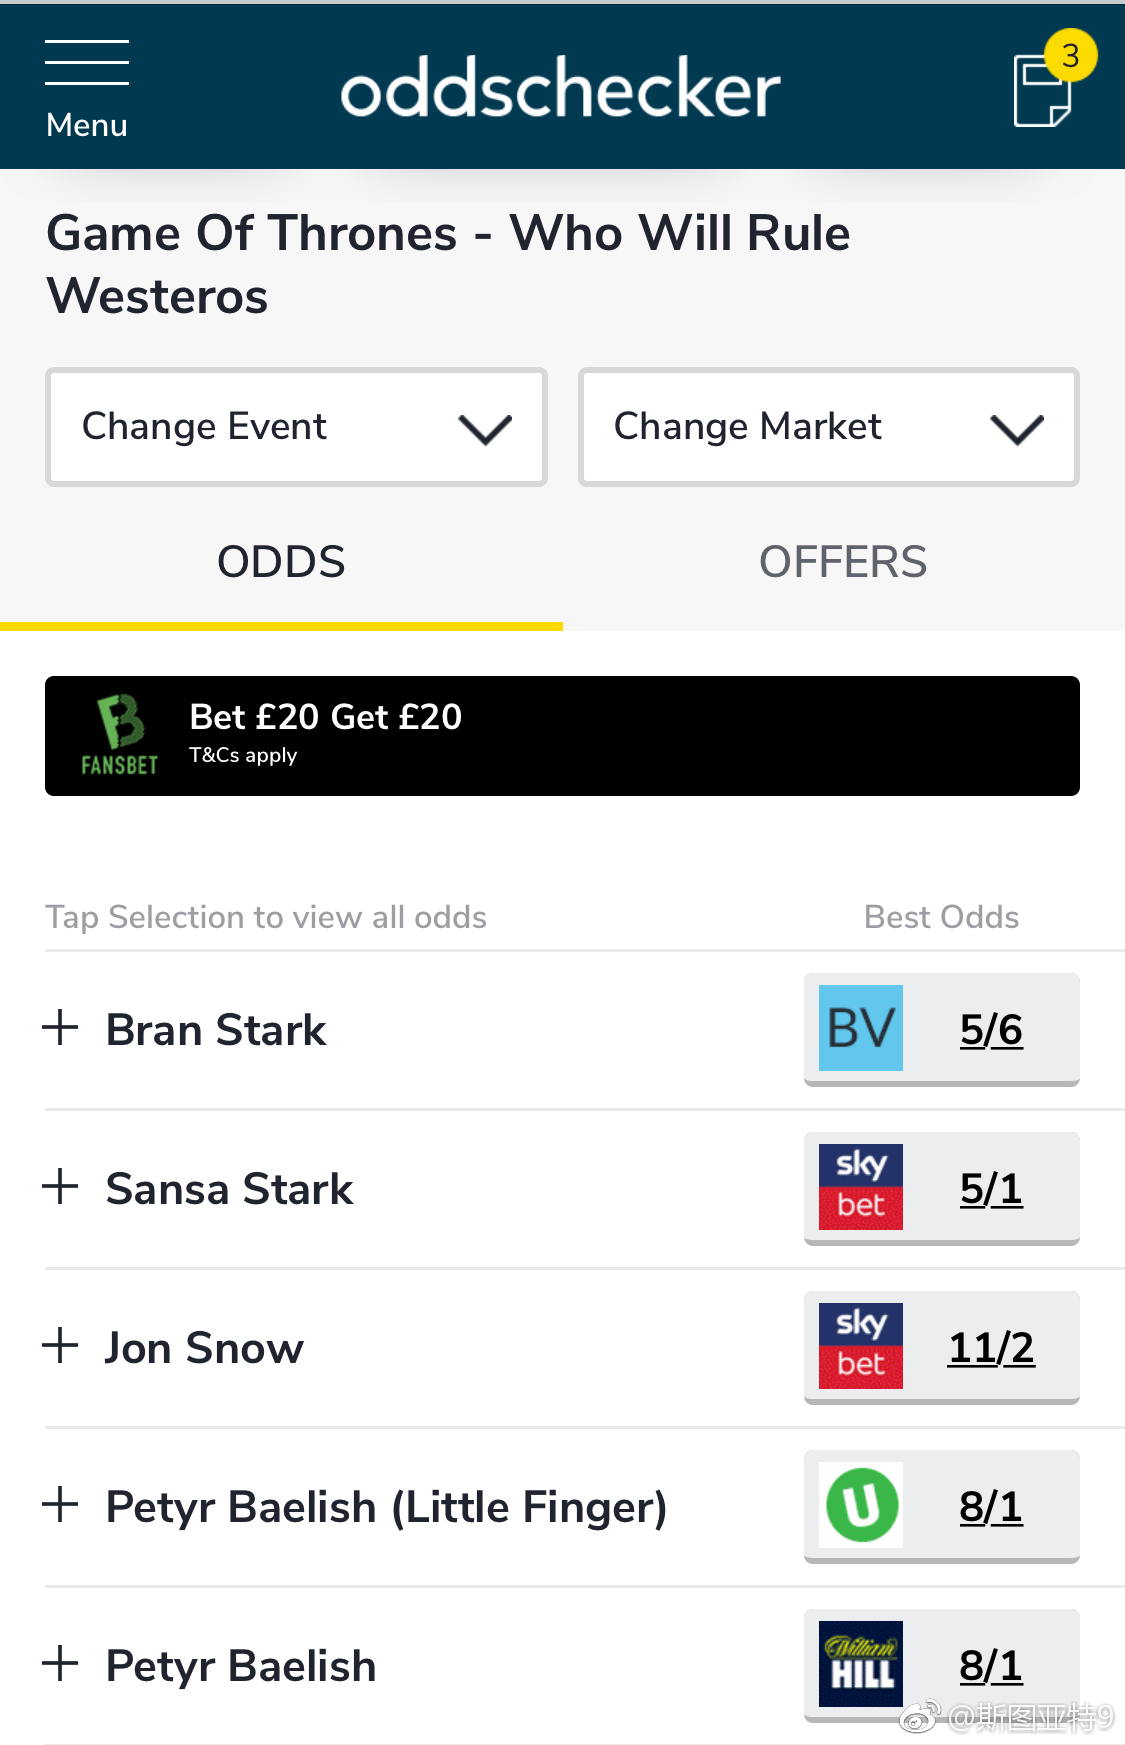 Menu
oddschecker
3
Game Of Thrones - Who Will Rule
Westeros
Change Event
Change Market
ODDS
OFFERS
FANSBET
Bet £20 Get £20
T&Cs apply
Tap Selection to view all odds
Best Odds
Bran Stark
BV
5/6
Sansa Stark
sky
bet
5/1
Jon Snow
sky
bet
11/2
Petyr Baelish (Little Finger)
U
8/1
Petyr Baelish
William
HILL
8/1
@斯图亚特9